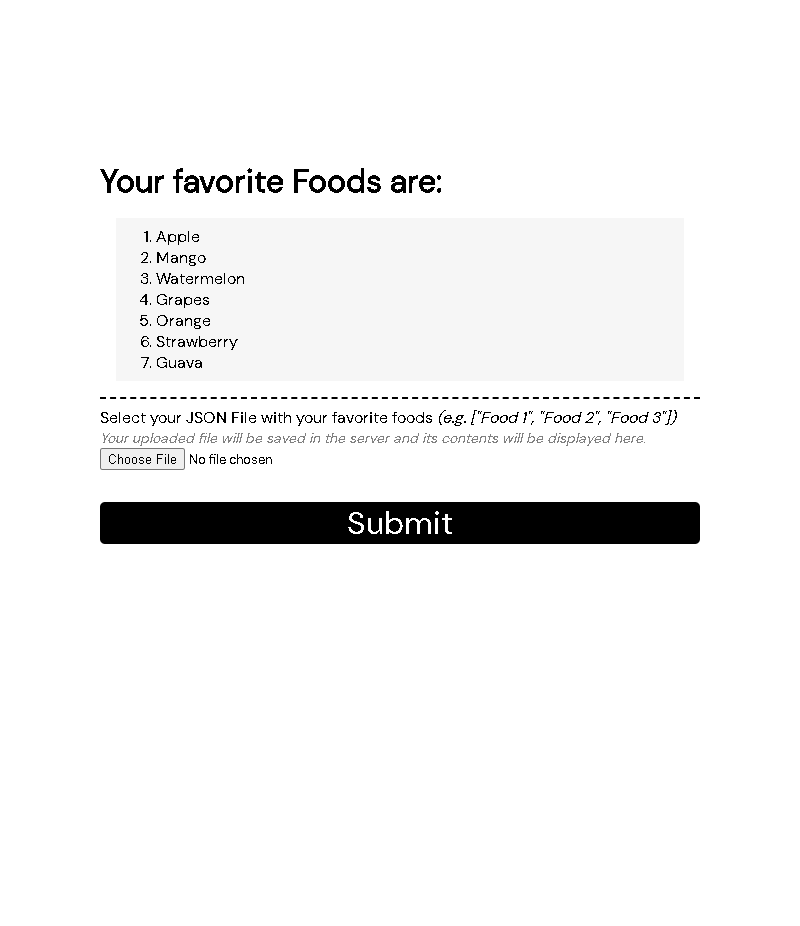 Your favorite Foods are:
1. Apple
2. Mango
3. Watermelon
4. Grapes
5. Orange
6. Strawberry
7. Guava
Select your JSON File with your favorite foods (e.g. ["Food 1", "Food 2", "Food 3"])
Your uploaded file will be saved in the server and its contents will be displayed here.
Choose File No file chosen
Submit